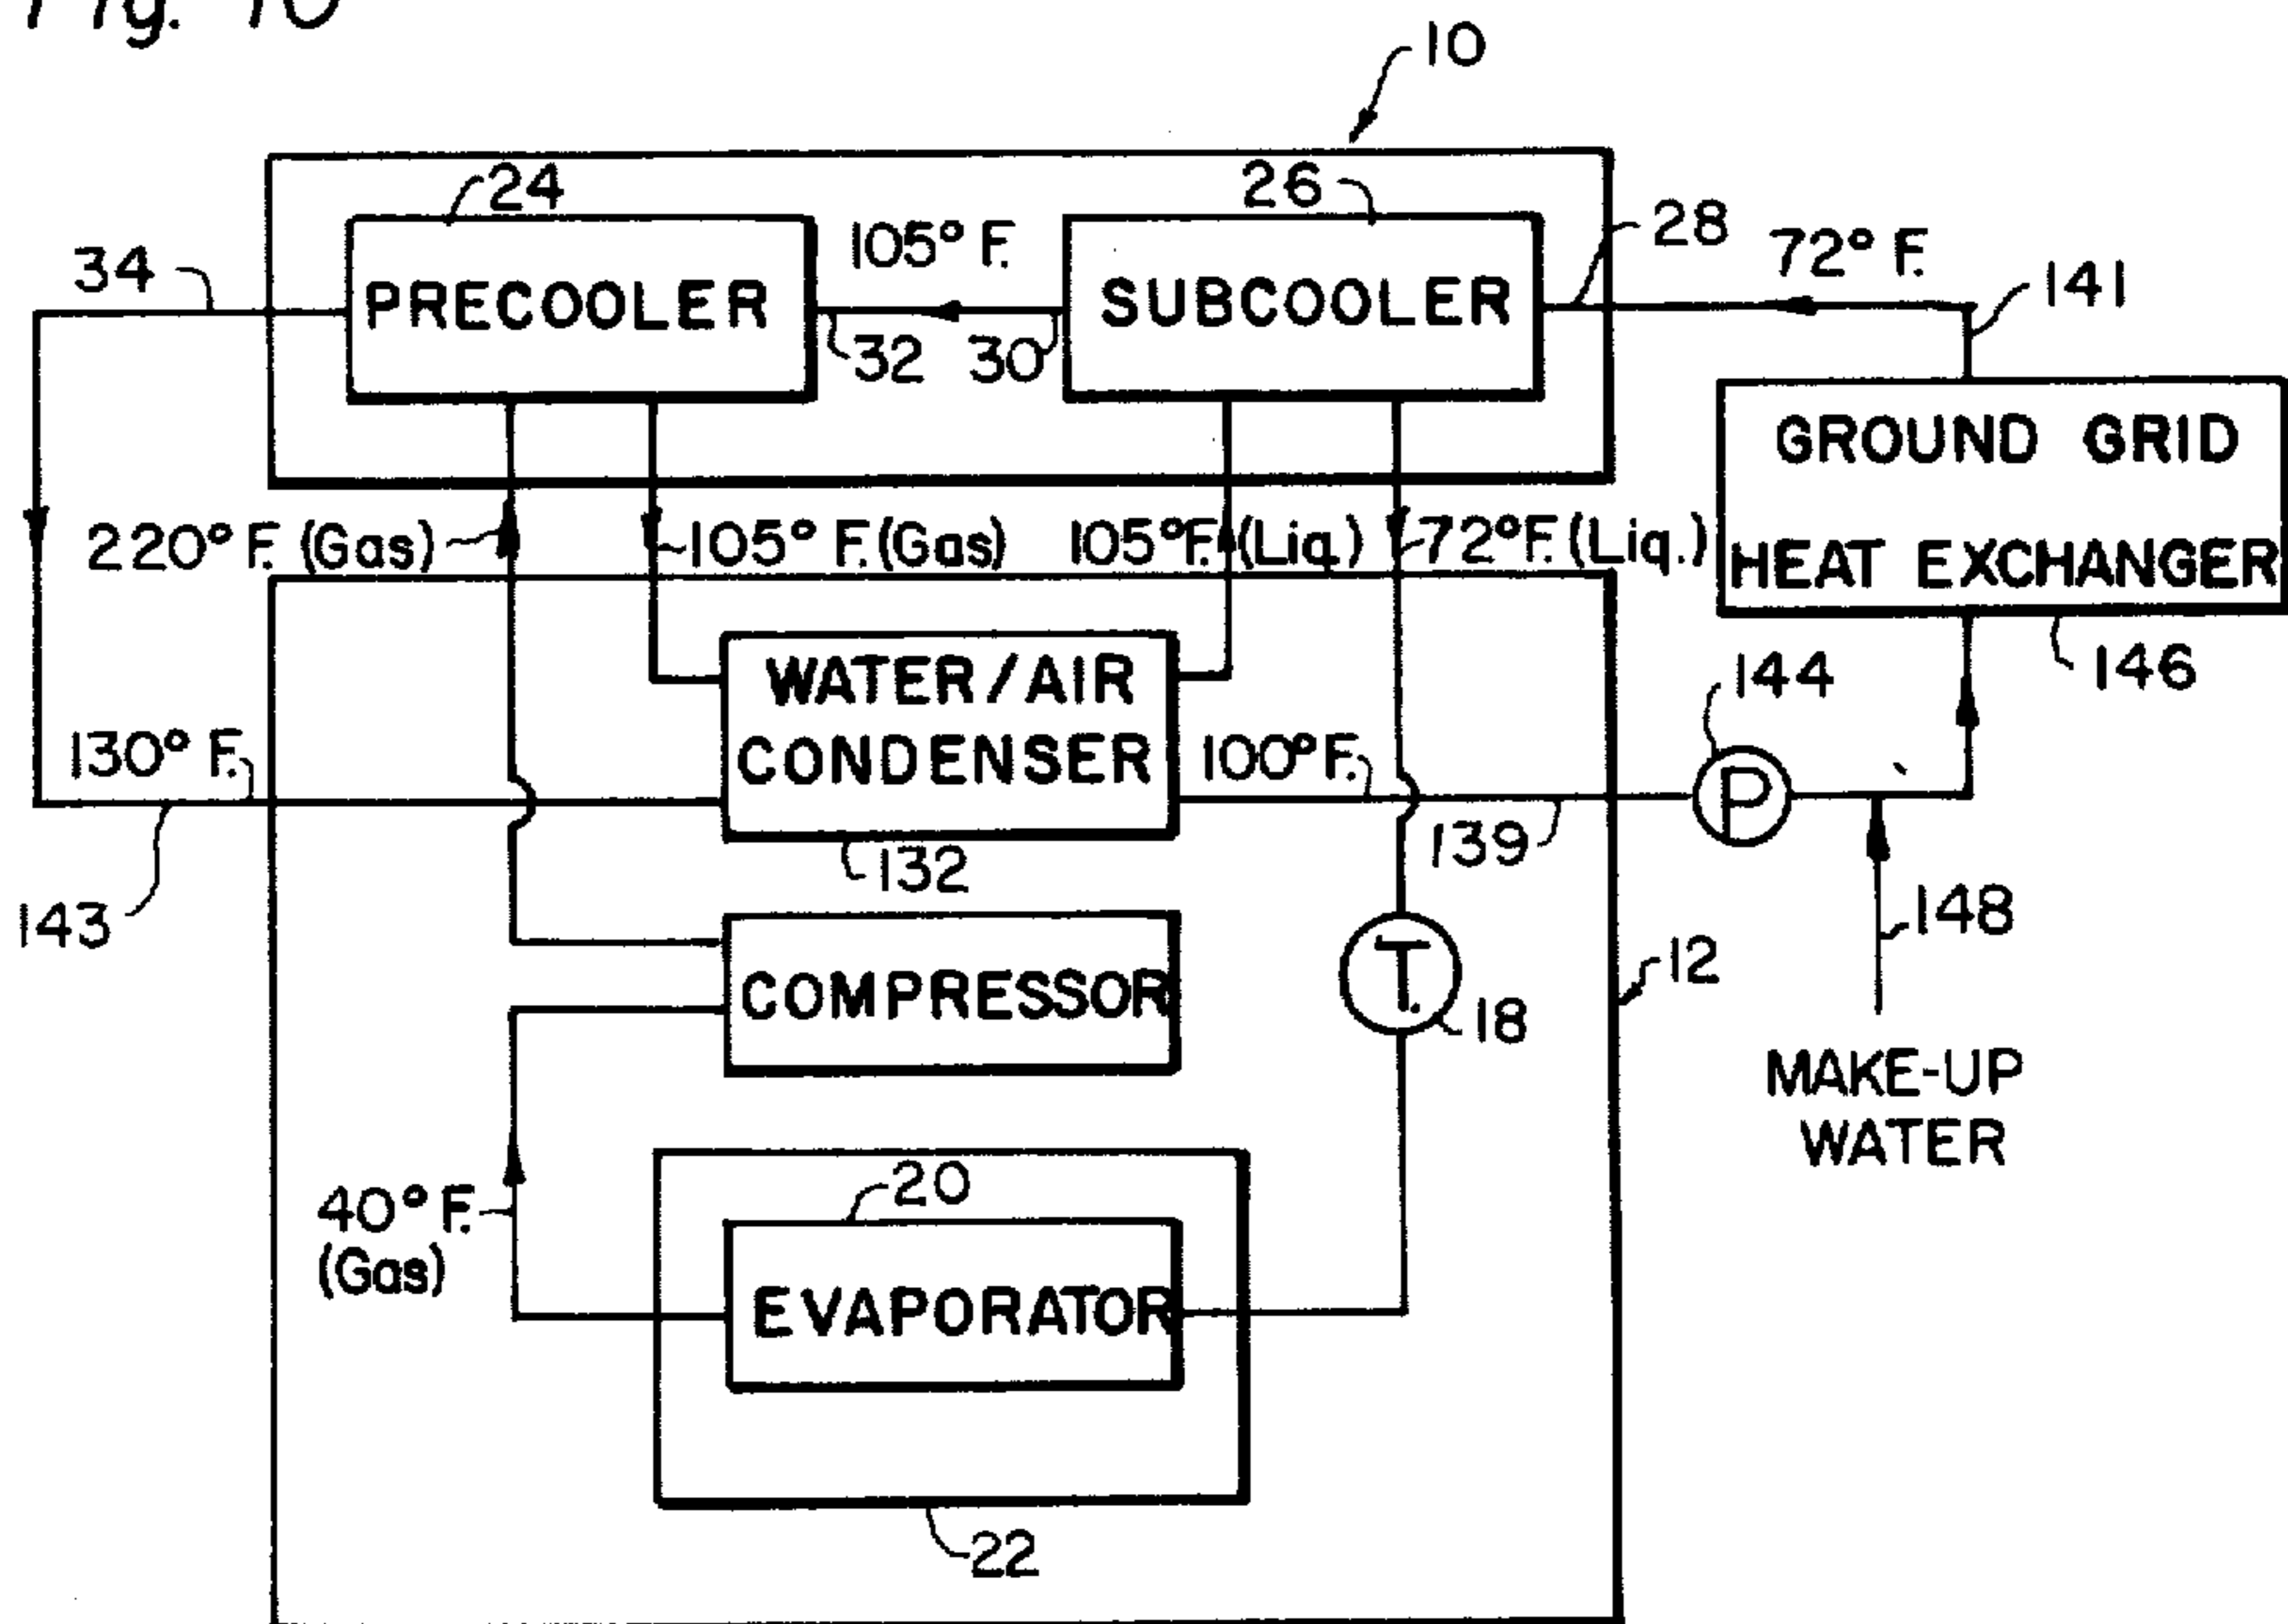 Fig. 10
10
24
26
28
34
105° F.
72° F.
141
PRECOOLER
SUBCOOLER
32
30
GROUND GRID
HEAT EXCHANGER
220° F. (Gas)
105° F. (Gas)
105° F. (Liq.)
72° F. (Liq.)
144
146
WATER/AIR
CONDENSER
130° F.
100° F.
P
139
132
143
148
12
COMPRESSOR
T.
18
MAKE-UP
WATER
20
40° F.
(Gas)
EVAPORATOR
22